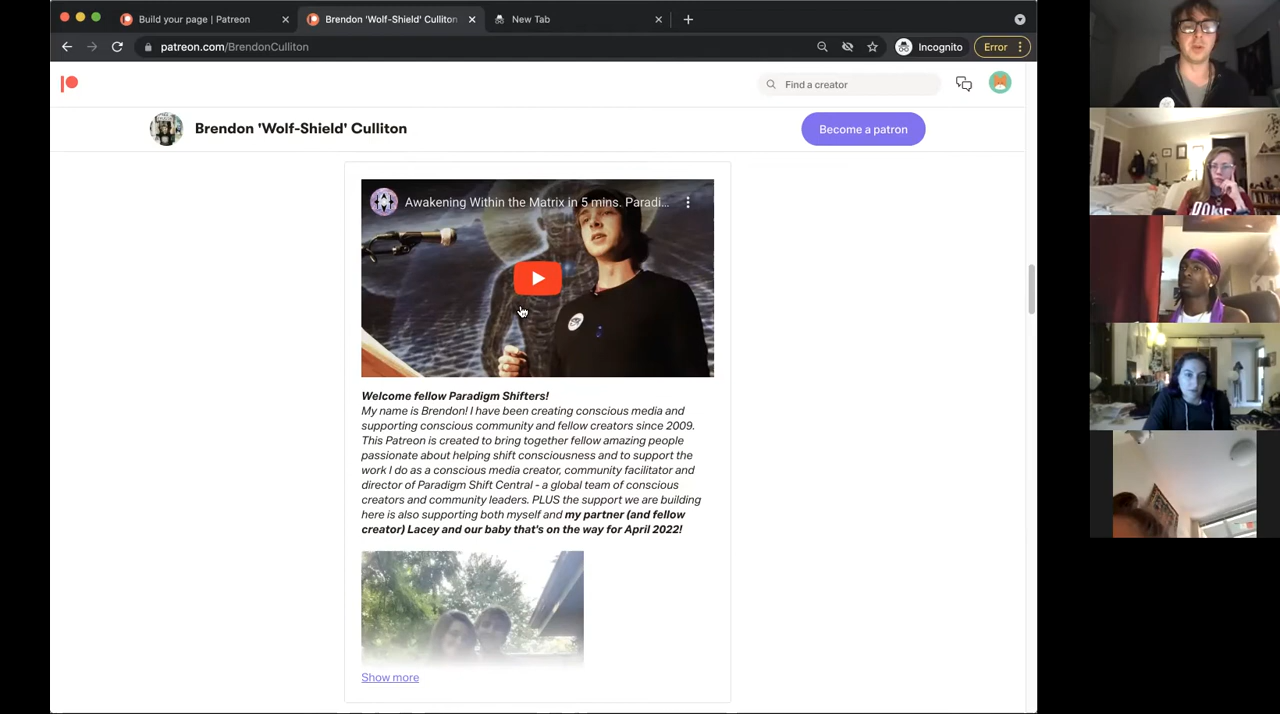 Build your page | Patreon
Brendon 'Wolf-Shield' Culliton
New Tab
patreon.com/BrendonCulliton
Incognito
Error
Find a creator
Brendon 'Wolf-Shield' Culliton
Become a patron
Awakening Within the Matrix in 5 mins. Paradi...
Welcome fellow Paradigm Shifters!
My name is Brendon! I have been creating conscious media and
supporting conscious community and fellow creators since 2009.
This Patreon is created to bring together fellow amazing people
passionate about helping shift consciousness and to support the
work I do as a conscious media creator, community facilitator and
director of Paradigm Shift Central - a global team of conscious
creators and community leaders. PLUS the support we are building
here is also supporting both myself and my partner (and fellow
creator) Lacey and our baby that's on the way for April 2022!
Show more